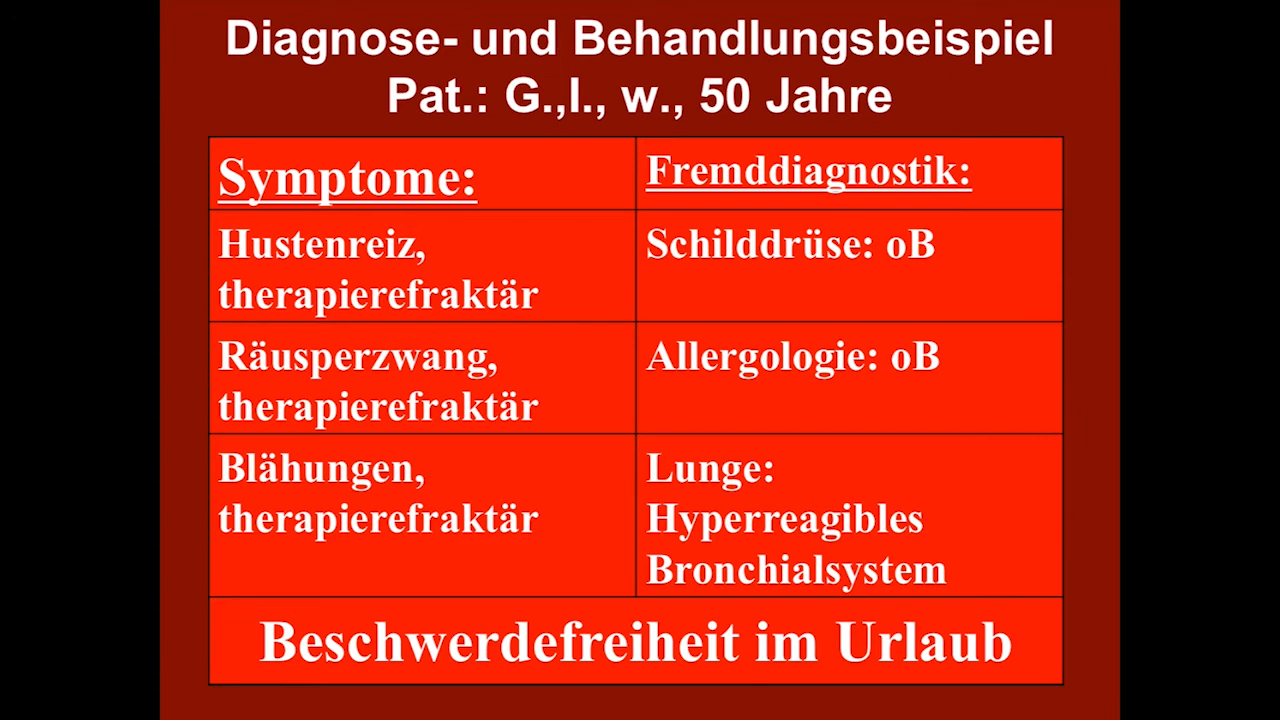 Diagnose- und Behandlungsbeispiel
Pat.: G.,I., w., 50 Jahre
Symptome:
Fremddiagnostik:
Hustenreiz,
therapierefraktär
Schilddrüse: oB
Räusperzwang,
therapierefraktär
Allergologie: oB
Blähungen,
therapierefraktär
Lunge:
Hyperreagibles
Bronchialsystem
Beschwerdefreiheit im Urlaub